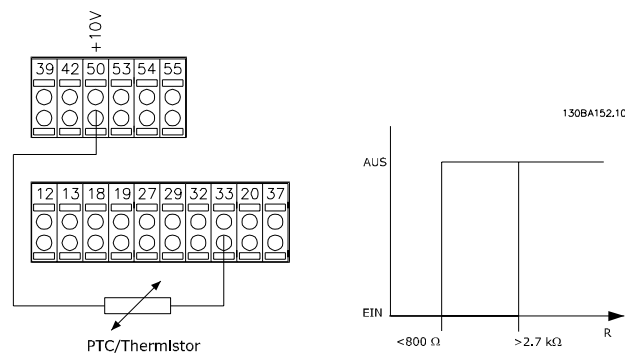 +10V
39 42 50 53 54 55
130BA152.10
12 13 18 19 27 29 32 33 20 37
AUS
EIN
<800 Ω >2.7 kΩ
R
PTC/Thermistor